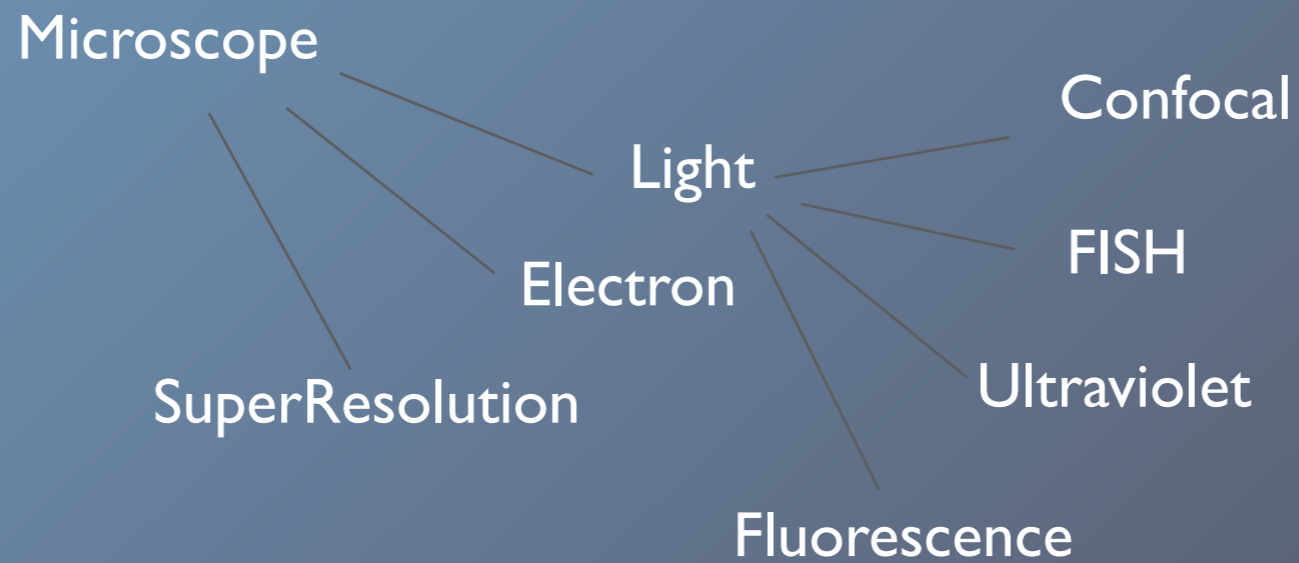 Microscope
Confocal
Light
FISH
Electron
Ultraviolet
SuperResolution
Fluorescence